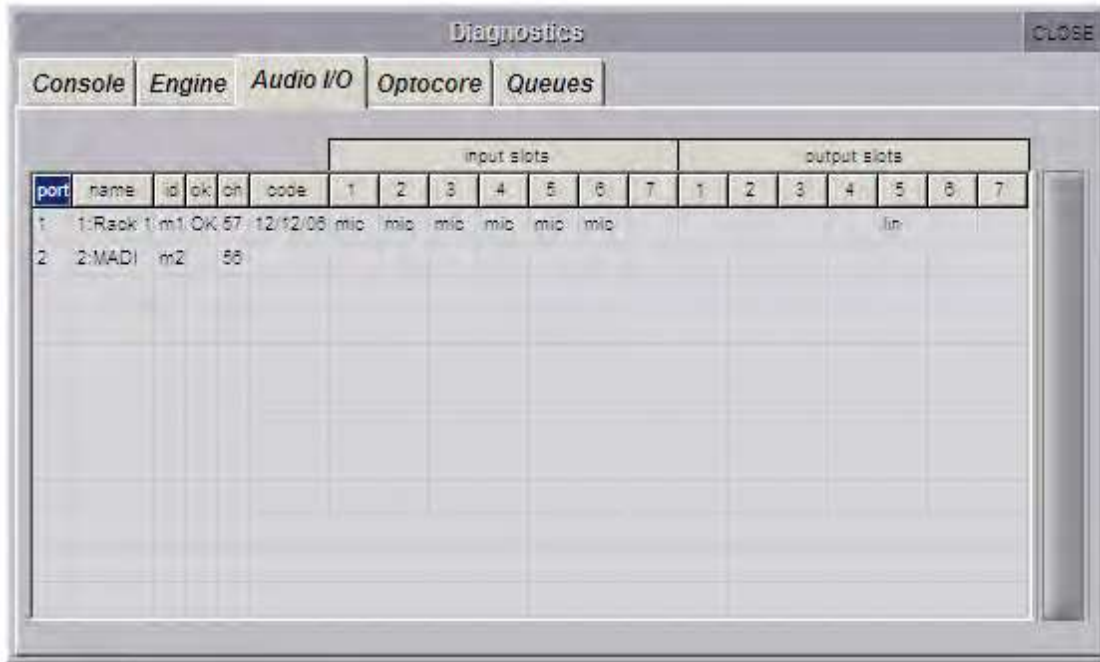 Diagnostics CLOSE
Console Engine Audio I/O Optocore Queues
input slots output slots
port name id ok ch code 1 2 3 4 5 6 7 1 2 3 4 5 6 7
1 1:Rack 1 m1 OK 57 12/12/06 mic mic mic mic mic mic lin
2 2:MADI m2 56